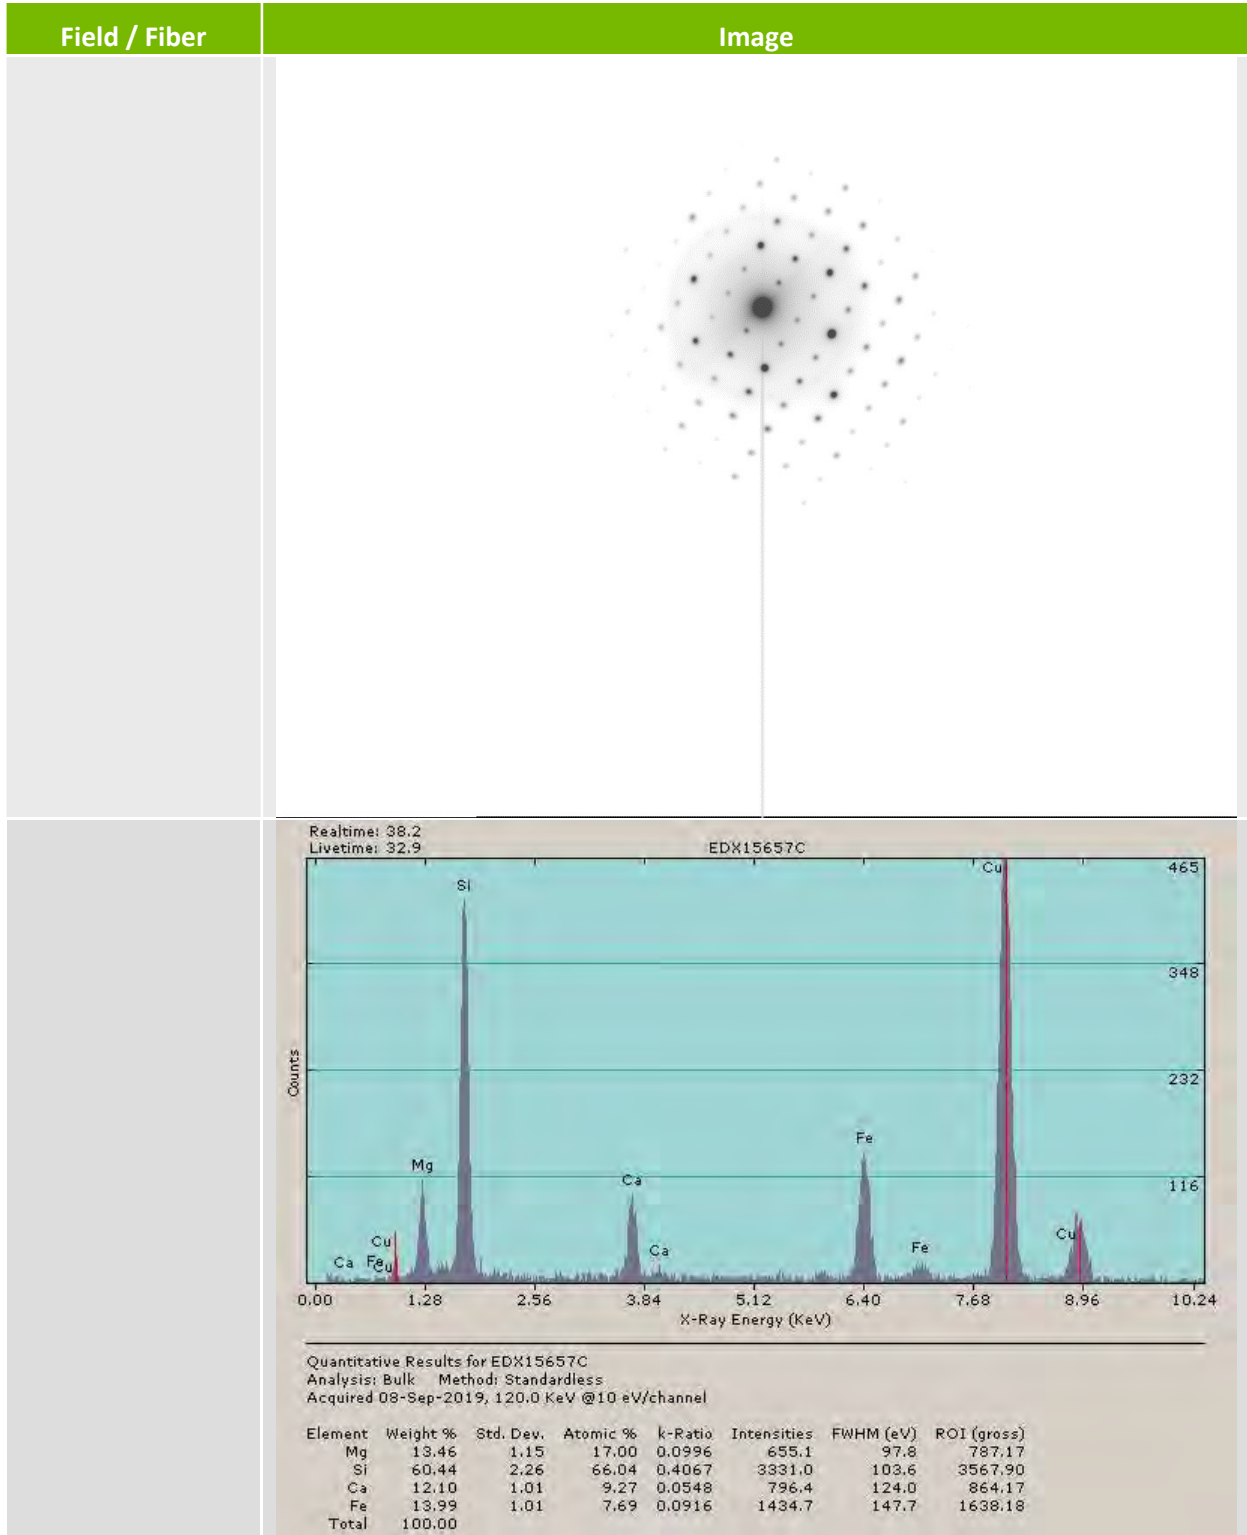 Field / Fiber Image
Realtime: 38.2
Livetime: 32.9 EDX15657C
465
348
232
116
Counts
Si
Cu
Mg
Ca
Fe
Cu
Ca
Fe
Cu
Ca Fe
Cu
0.00 1.28 2.56 3.84 5.12 6.40 7.68 8.96 10.24
X-Ray Energy (KeV)
Quantitative Results for EDX15657C
Analysis: Bulk Method: Standardless
Acquired 08-Sep-2019, 120.0 KeV @10 eV/channel
Element Weight % Std. Dev. Atomic % k-Ratio Intensities FWHM (eV) ROI (gross)
Mg 13.46 1.15 17.00 0.0996 655.1 97.8 787.17
Si 60.44 2.26 66.04 0.4067 3331.0 103.6 3567.90
Ca 12.10 1.01 9.27 0.0548 796.4 124.0 864.17
Fe 13.99 1.01 7.69 0.0916 1434.7 147.7 1638.18
Total 100.00